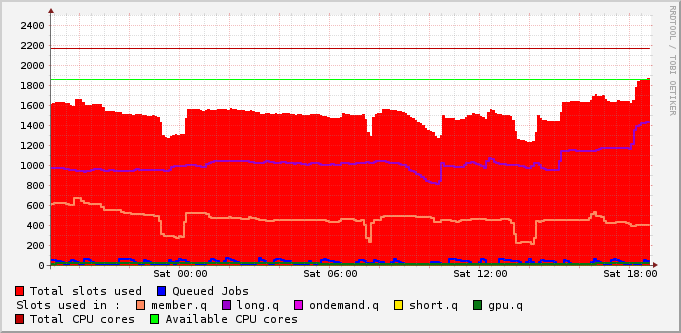 2400
2200
2000
1800
1600
1400
1200
1000
800
600
400
200
0
Sat 00:00 Sat 06:00 Sat 12:00 Sat 18:00
Total slots used Queued Jobs
Slots used in : member.q long.q ondemand.q short.q gpu.q
Total CPU cores Available CPU cores
RRDTOOL / TOBI OETIKER